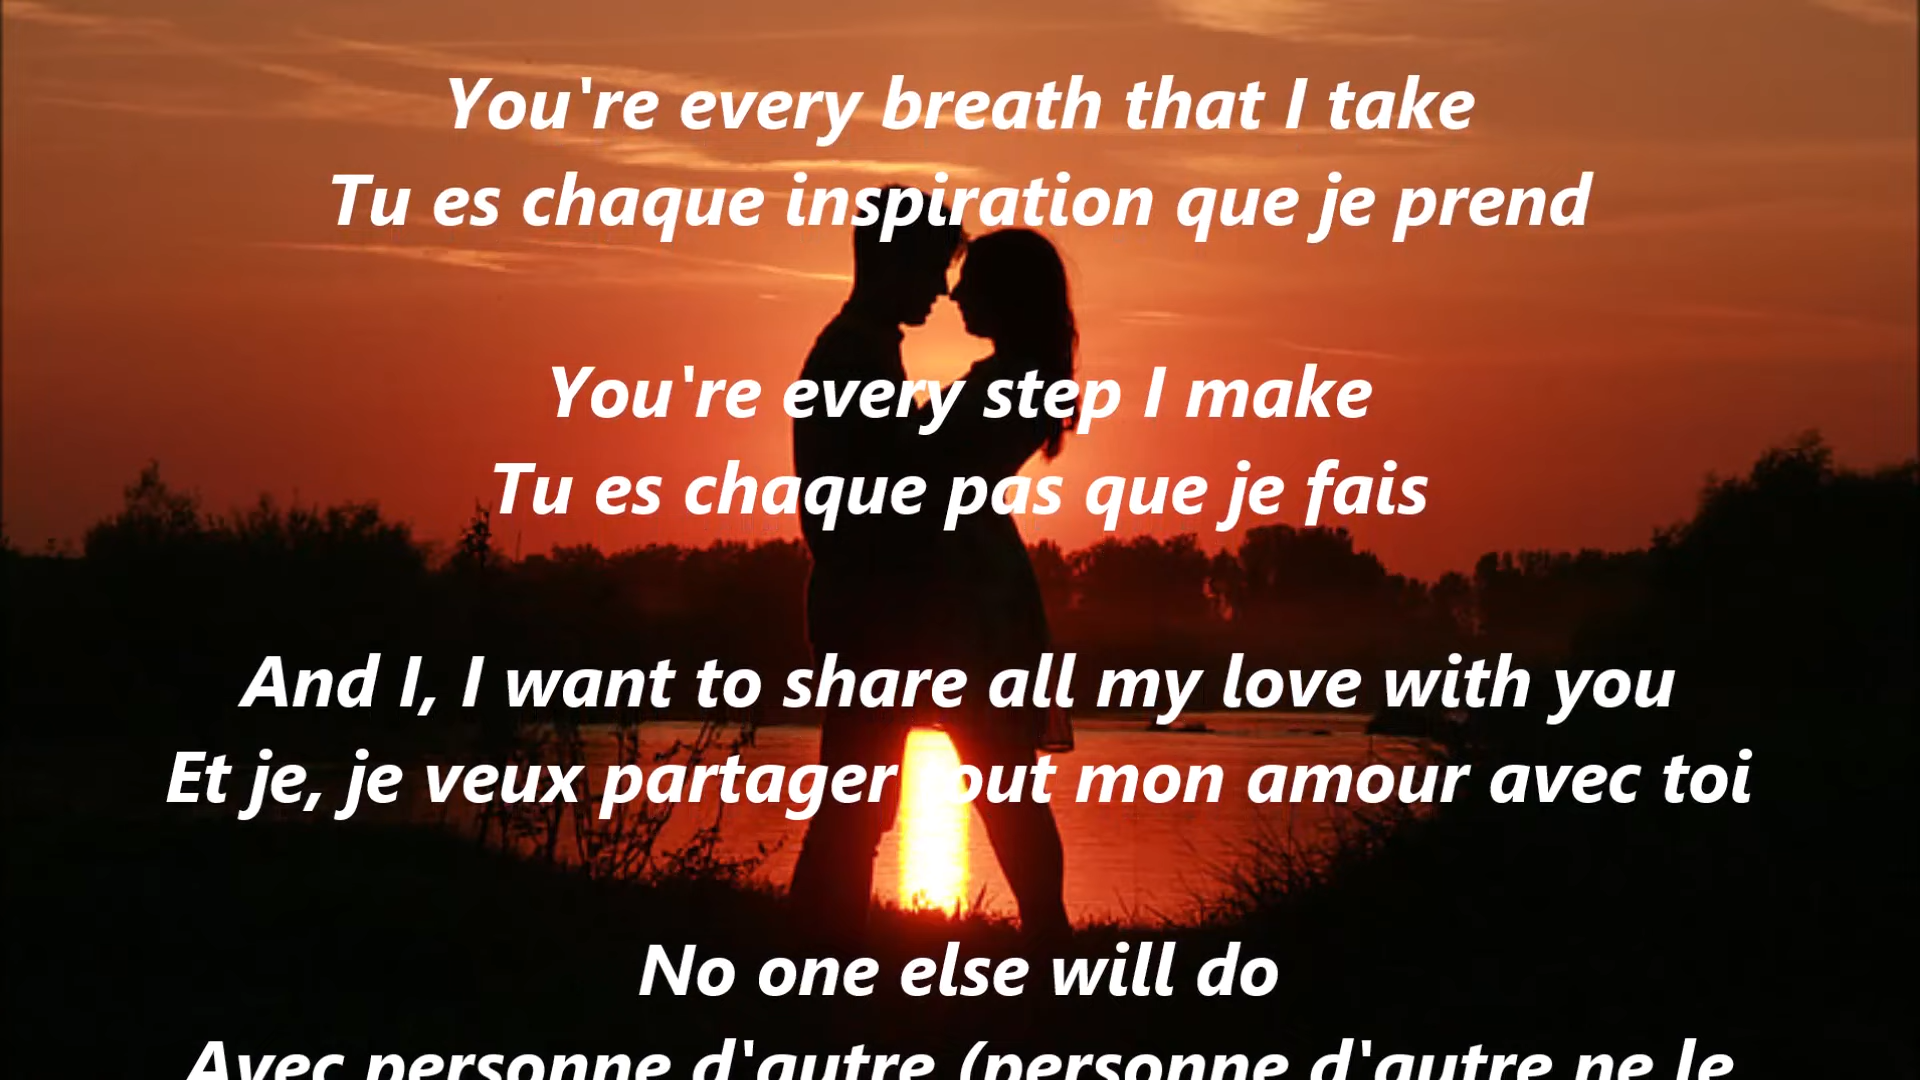 You're every breath that I take
Tu es chaque inspiration que je prend
You're every step I make
Tu es chaque pas que je fais
And I, I want to share all my love with you
Et je, je veux partager tout mon amour avec toi
No one else will do
Avec personne d'autre (personne d'autre ne le